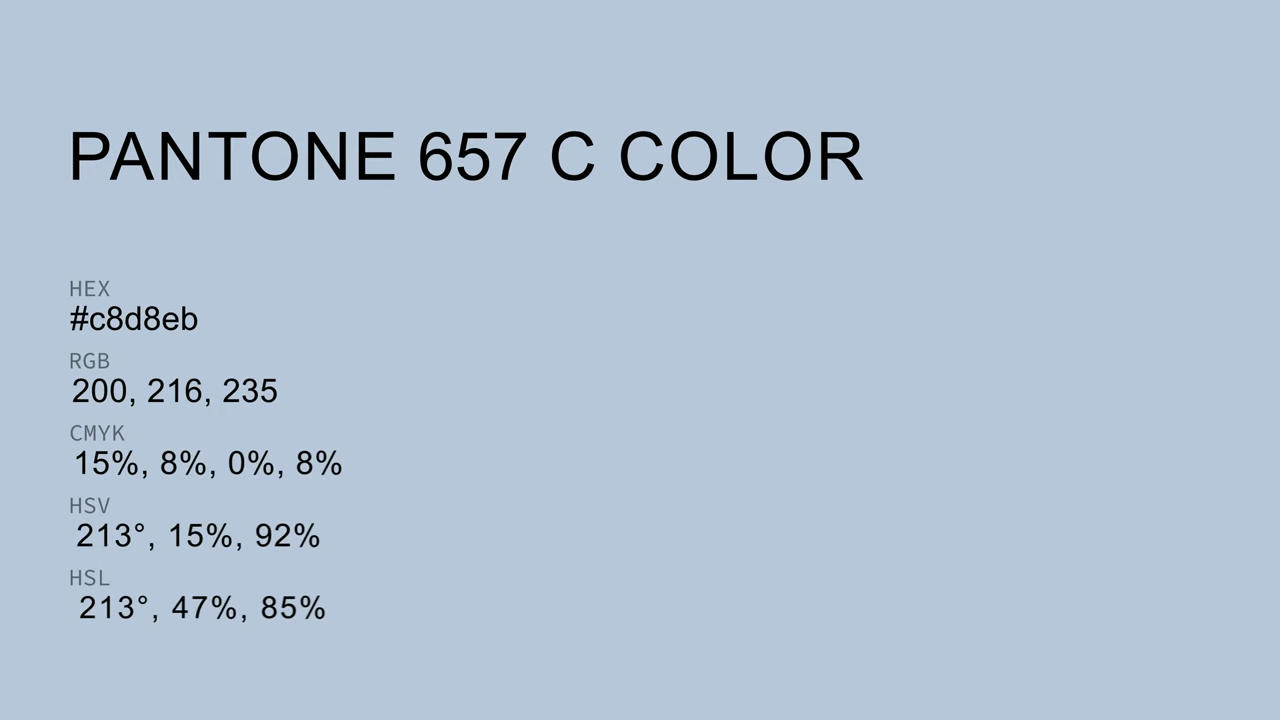 PANTONE 657 C COLOR
HEX
#c8d8eb
RGB
200, 216, 235
CMYK
15%, 8%, 0%, 8%
HSV
213°, 15%, 92%
HSL
213°, 47%, 85%